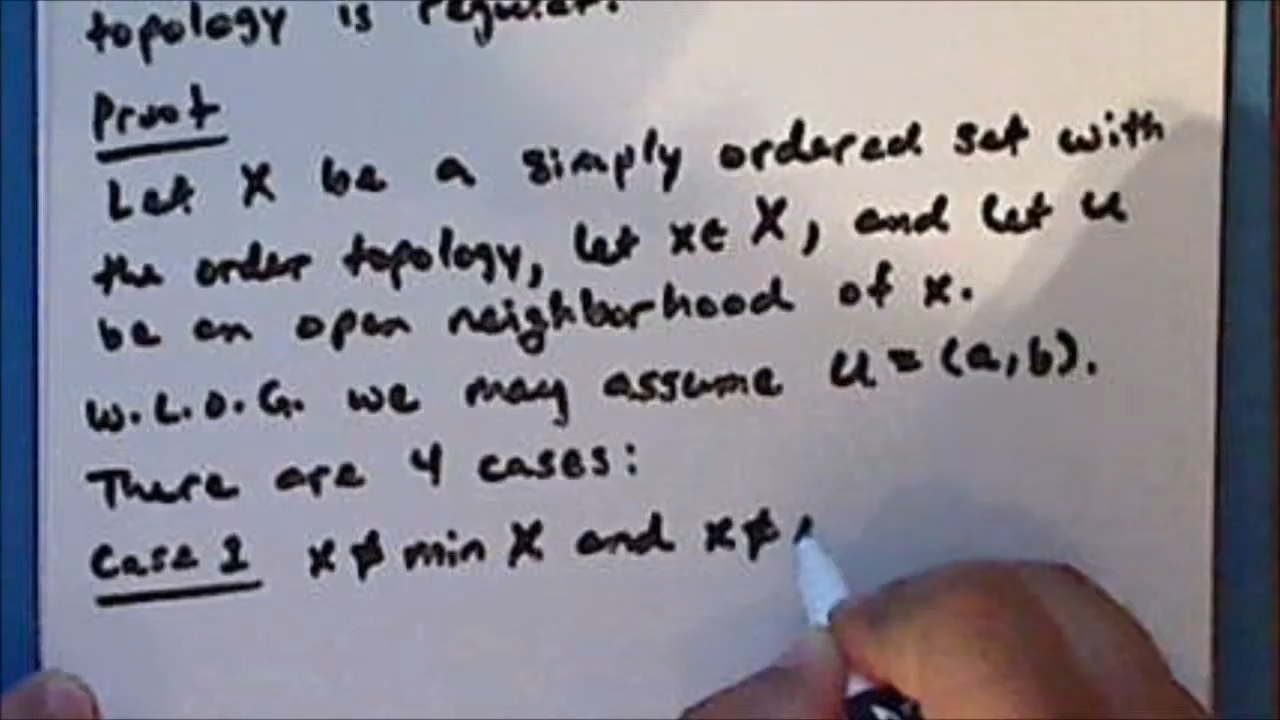 topology is regular.
Proof
Let X be a simply ordered set with
the order topology, let x∈ X, and let U
be an open neighborhood of x.
W.L.O.G. we may assume U = (a,b).
There are 4 cases:
Case 1 x ≠ min X and x ≠